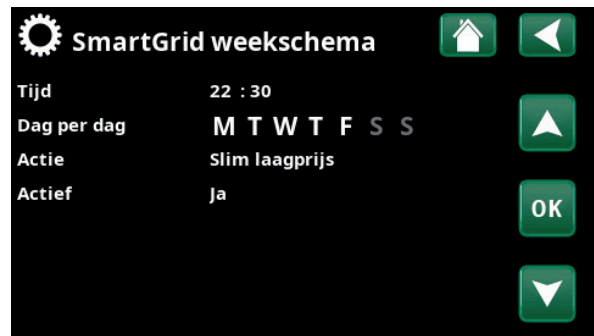 SmartGrid weekschema
Tijd 22 : 30
Dag per dag M T W T F S S
Actie Slim laagprijs
Actief Ja
OK